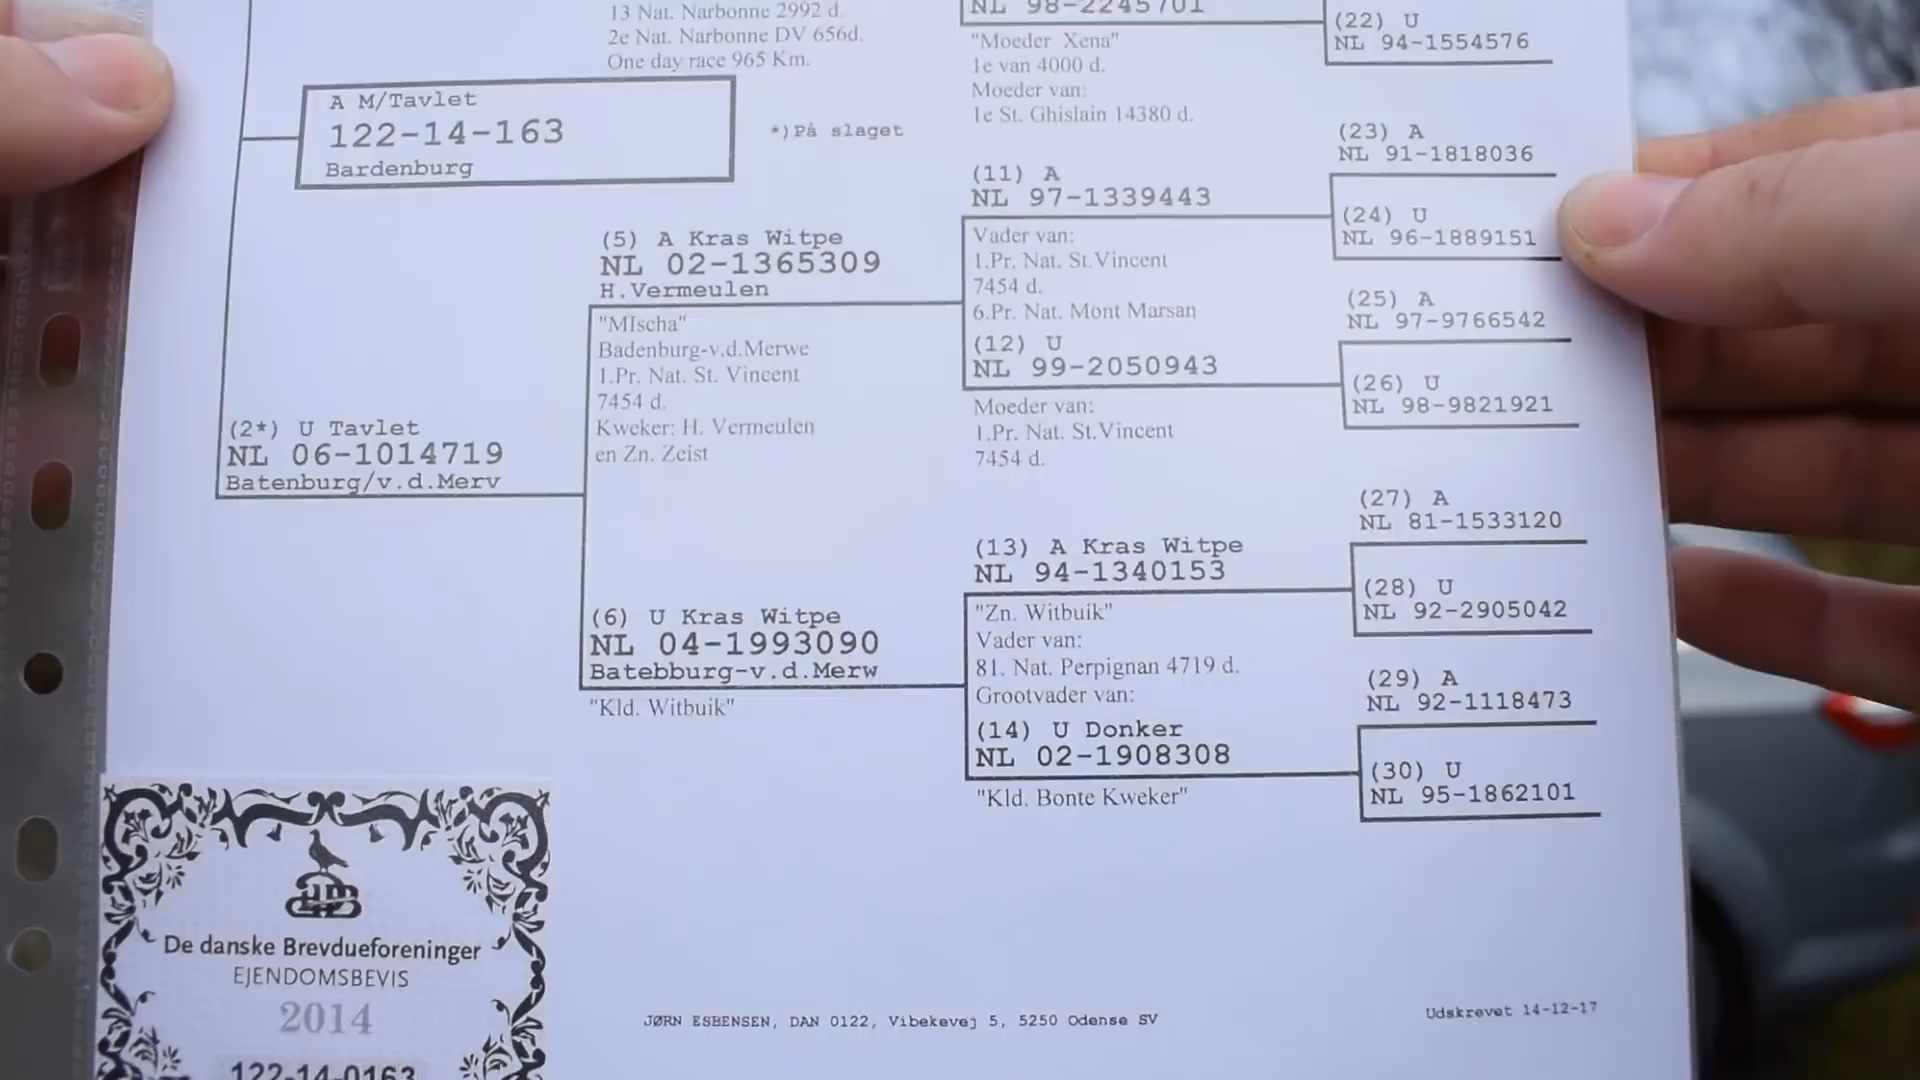 13 Nat. Narbonne 2992 d.
2e Nat. Narbonne DV 656d.
One day race 965 Km.
A M/Tavlet
122-14-163
Bardenburg
*)På slaget
(2*) U Tavlet
NL 06-1014719
Batenburg/v.d.Merv
(5) A Kras Witpe
NL 02-1365309
H.Vermeulen
"MIscha"
Badenburg-v.d.Merwe
1.Pr. Nat. St. Vincent
7454 d.
Kweker: H. Vermeulen
en Zn. Zeist
(6) U Kras Witpe
NL 04-1993090
Batebburg-v.d.Merw
"Kld. Witbuik"
NL 98-2245701
"Moeder Xena"
1e van 4000 d.
Moeder van:
1e St. Ghislain 14380 d.
(11) A
NL 97-1339443
Vader van:
1.Pr. Nat. St.Vincent
7454 d.
6.Pr. Nat. Mont Marsan
(12) U
NL 99-2050943
Moeder van:
1.Pr. Nat. St.Vincent
7454 d.
(13) A Kras Witpe
NL 94-1340153
"Zn. Witbuik"
Vader van:
81. Nat. Perpignan 4719 d.
Grootvader van:
(14) U Donker
NL 02-1908308
"Kld. Bonte Kweker"
(22) U
NL 94-1554576
(23) A
NL 91-1818036
(24) U
NL 96-1889151
(25) A
NL 97-9766542
(26) U
NL 98-9821921
(27) A
NL 81-1533120
(28) U
NL 92-2905042
(29) A
NL 92-1118473
(30) U
NL 95-1862101
De danske Brevdueforeninger
EJENDOMSBEVIS
2014
122-14-0163
JØRN ESBENSEN, DAN 0122, Vibekevej 5, 5250 Odense SV
Udskrevet 14-12-17